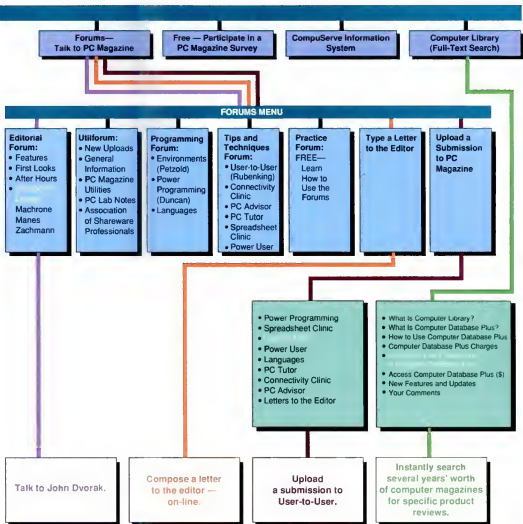 Forums—
Talk to PC Magazine
Free — Participate in a
PC Magazine Survey
CompuServe Information
System
Computer Library
(Full-Text Search)
FORUMS MENU
Editorial
Forum:
• Features
• First Looks
• After Hours
•
Machrone
Manes
Zachmann
Utilforum:
• New Uploads
• General
Information
• PC Magazine
Utilities
• PC Lab Notes
• Association
of Shareware
Professionals
Programming
Forum:
• Environments
(Petzold)
• Power
Programming
(Duncan)
• Languages
Tips and
Techniques
Forum:
• User-to-User
(Rubenking)
• Connectivity
Clinic
• PC Advisor
• PC Tutor
• Spreadsheet
Clinic
• Power User
Practice
Forum:
FREE—
Learn
How to
Use the
Forums
Type a Letter
to the Editor
Upload a
Submission
to PC
Magazine
• Power Programming
• Spreadsheet Clinic
•
• Power User
• Languages
• PC Tutor
• Connectivity Clinic
• PC Advisor
• Letters to the Editor
• What Is Computer Library?
• What Is Computer Database Plus?
• How to Use Computer Database Plus
• Computer Database Plus Charges
•
• Access Computer Database Plus ($)
• New Features and Updates
• Your Comments
Talk to John Dvorak.
Compose a letter
to the editor —
on-line.
Upload
a submission to
User-to-User.
Instantly search
several years' worth
of computer magazines
for specific product
reviews.